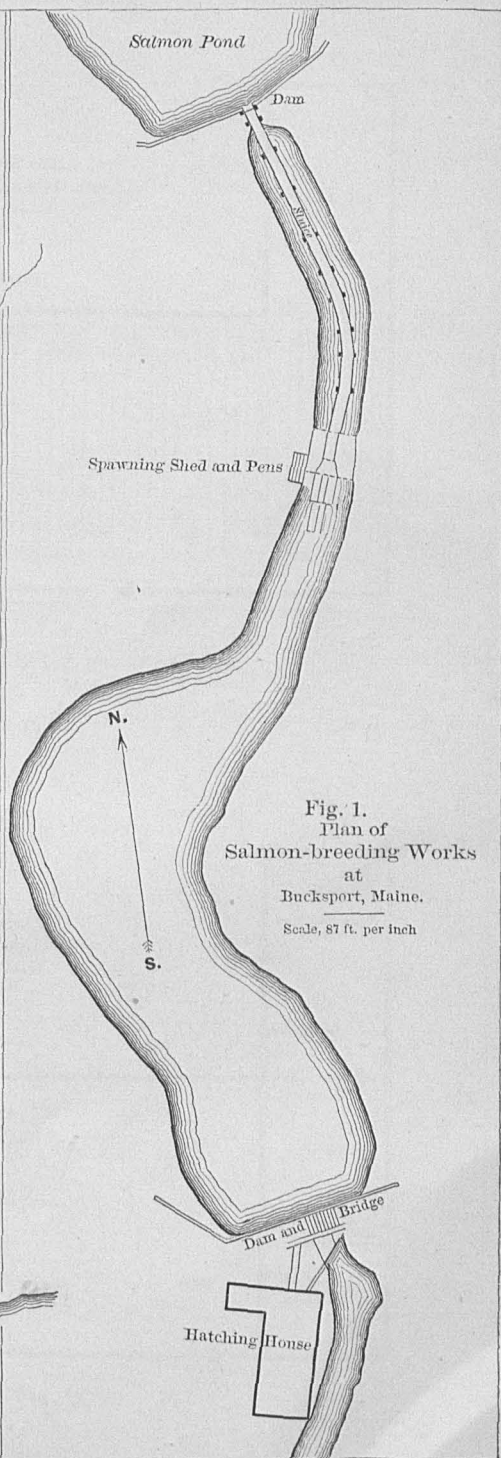 Salmon Pond
Dam
Sluice
Spawning Shed and Pens
N.
S.
Fig. 1.
Plan of
Salmon-breeding Works
at
Bucksport, Maine.
Scale, 87 ft. per inch
Dam and Bridge
Hatching House